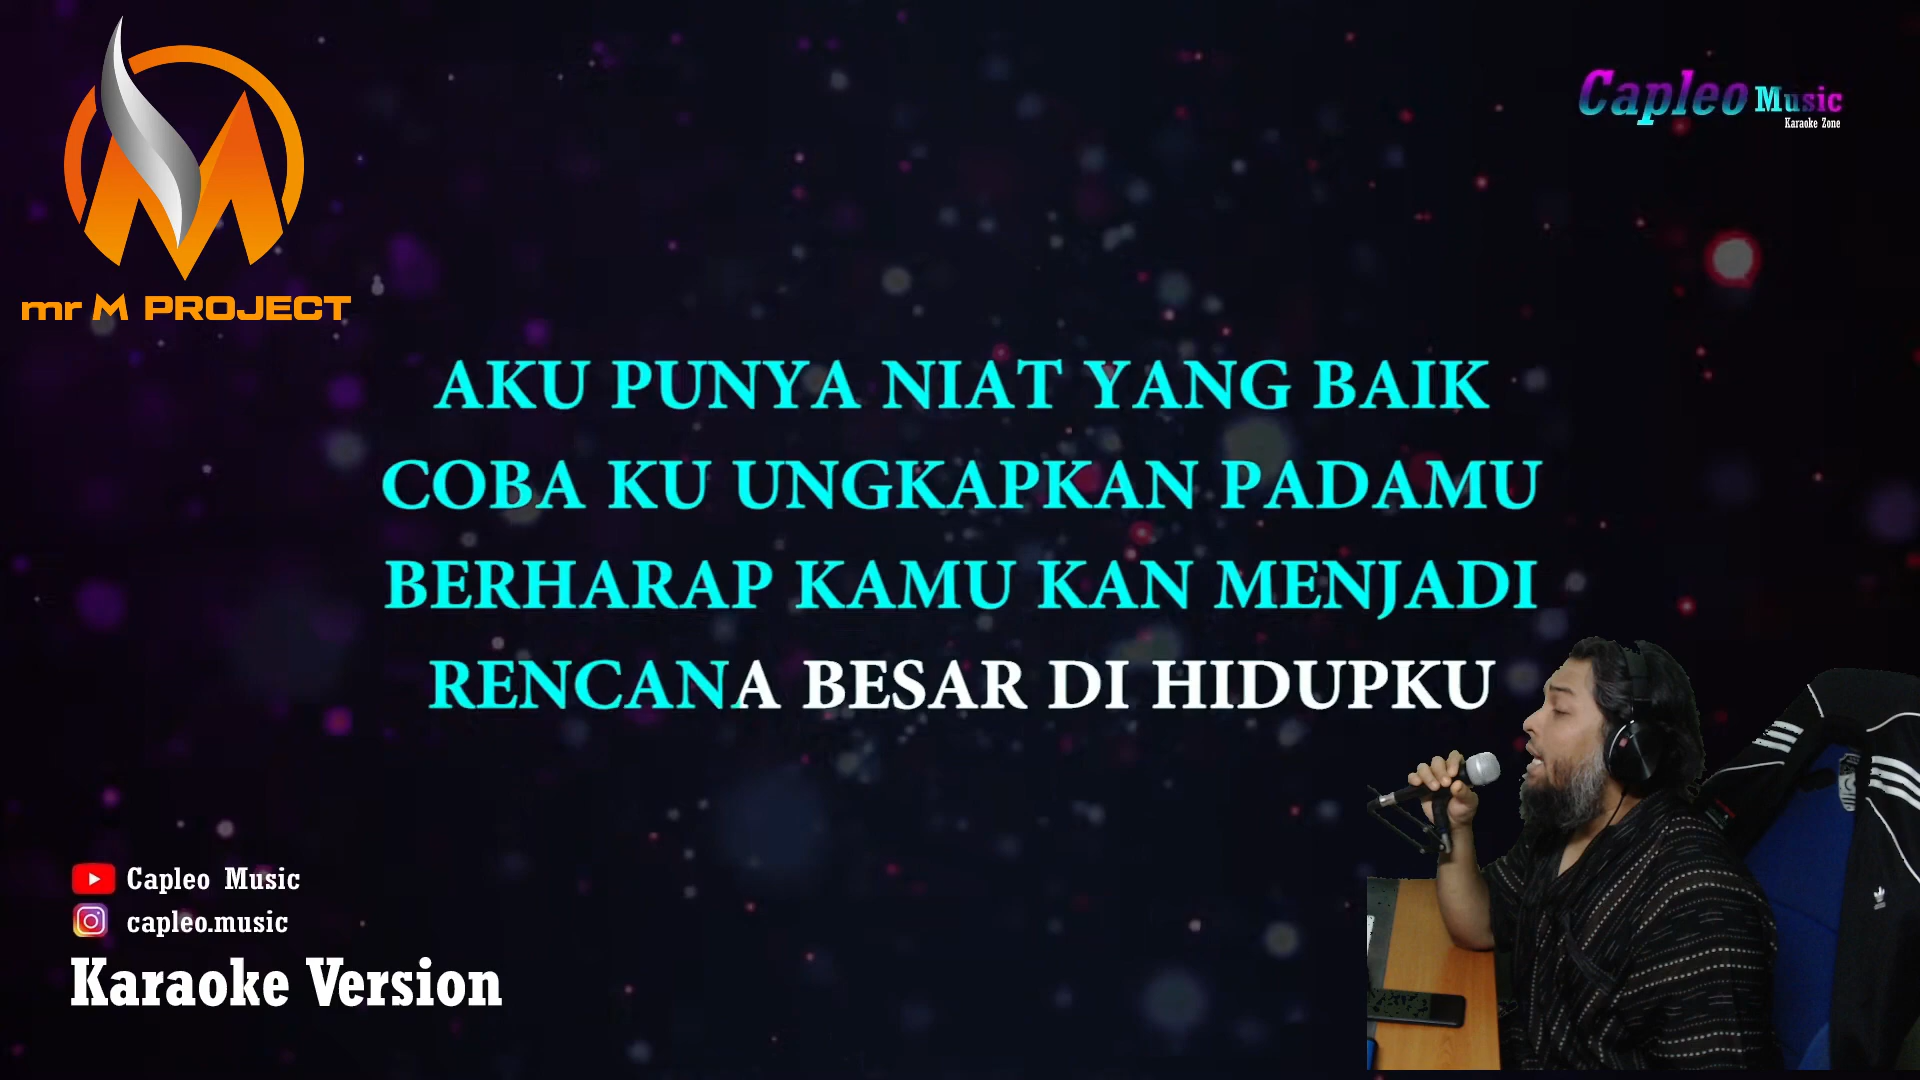 mr M PROJECT
Capleo Music
Karaoke Zone
AKU PUNYA NIAT YANG BAIK
COBA KU UNGKAPKAN PADAMU
BERHARAP KAMU KAN MENJADI
RENCANA BESAR DI HIDUPKU
Capleo Music
capleo.music
Karaoke Version